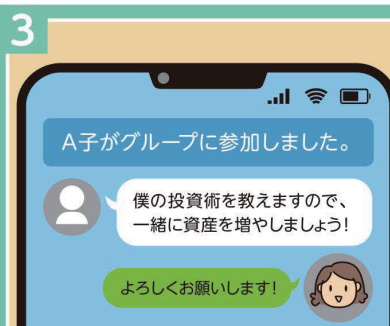 3
A子がグループに参加しました。
僕の投資術を教えますので、
一緒に資産を増やしましょう!
よろしくお願いします!